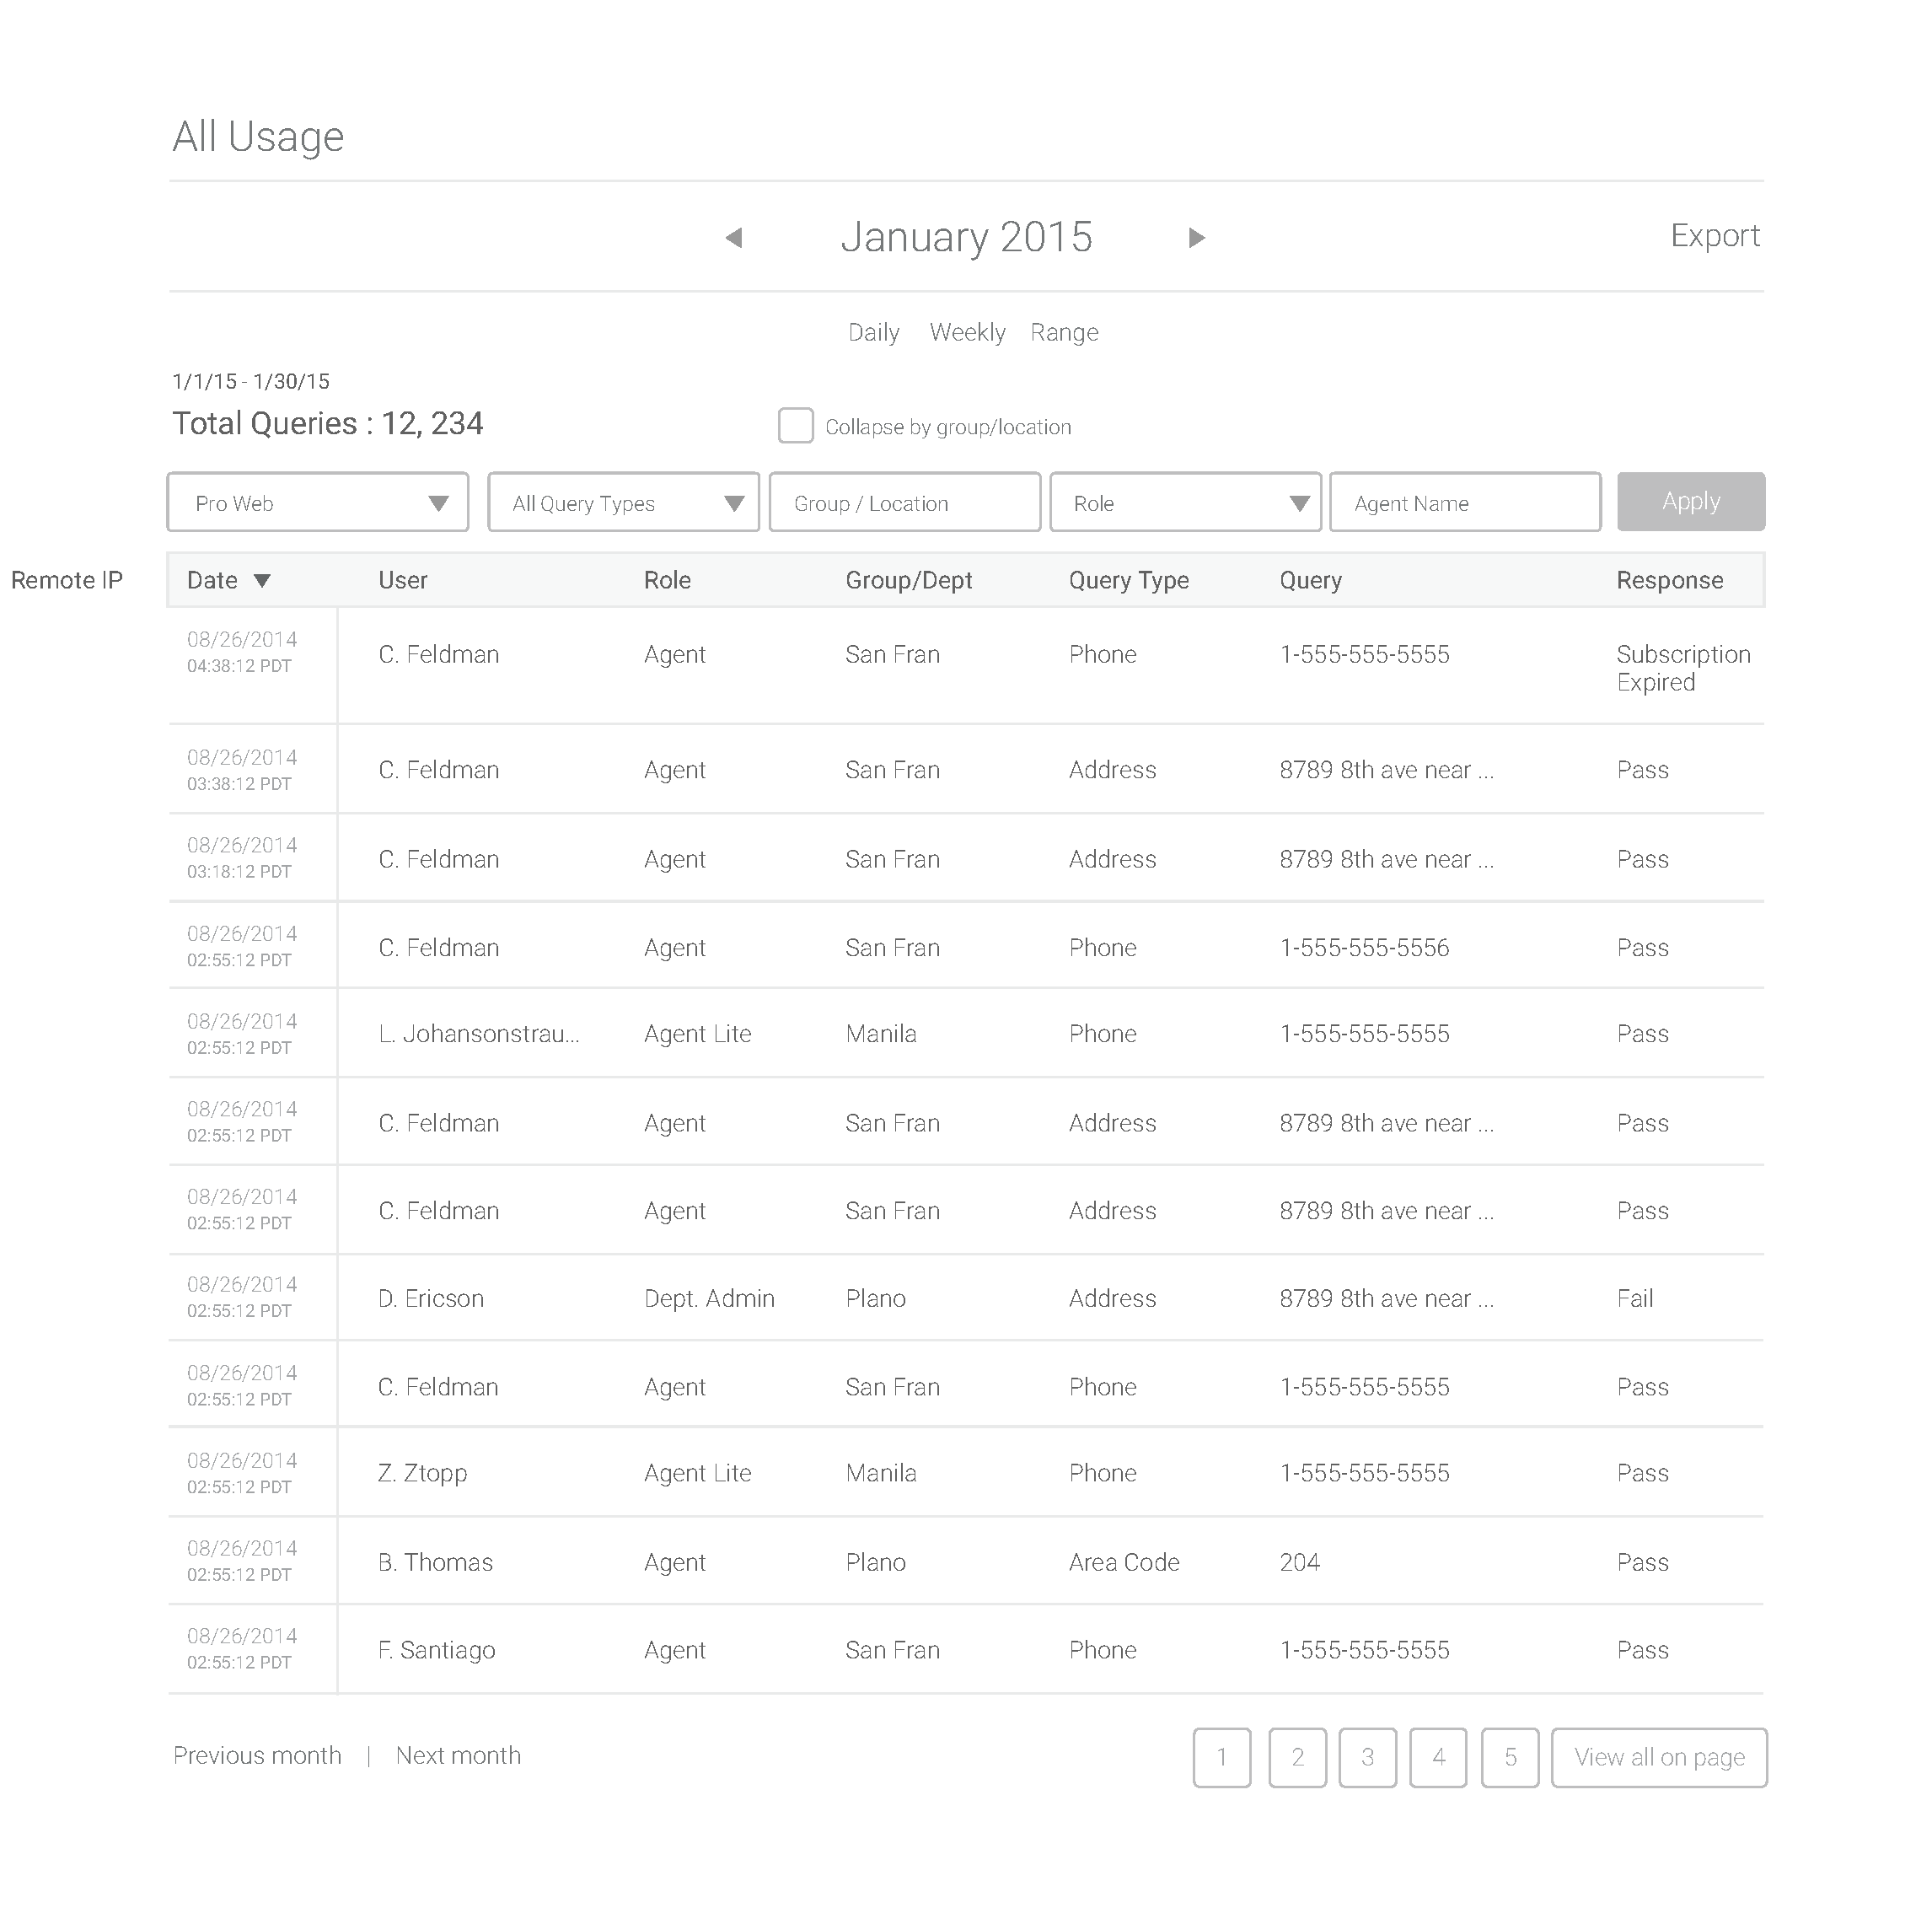 All Usage
January 2015
Export
Daily Weekly Range
1/1/15 - 1/30/15
Total Queries : 12, 234
Collapse by group/location
Pro Web All Query Types Group / Location Role Agent Name Apply
Remote IP Date User Role Group/Dept Query Type Query Response
08/26/2014
04:38:12 PDT
C. Feldman Agent San Fran Phone 1-555-555-5555 Subscription
Expired
08/26/2014
03:38:12 PDT
C. Feldman Agent San Fran Address 8789 8th ave near ... Pass
08/26/2014
03:18:12 PDT
C. Feldman Agent San Fran Address 8789 8th ave near ... Pass
08/26/2014
02:55:12 PDT
C. Feldman Agent San Fran Phone 1-555-555-5556 Pass
08/26/2014
02:55:12 PDT
L. Johansonstrau... Agent Lite Manila Phone 1-555-555-5555 Pass
08/26/2014
02:55:12 PDT
C. Feldman Agent San Fran Address 8789 8th ave near ... Pass
08/26/2014
02:55:12 PDT
C. Feldman Agent San Fran Address 8789 8th ave near ... Pass
08/26/2014
02:55:12 PDT
D. Ericson Dept. Admin Plano Address 8789 8th ave near ... Fail
08/26/2014
02:55:12 PDT
C. Feldman Agent San Fran Phone 1-555-555-5555 Pass
08/26/2014
02:55:12 PDT
Z. Ztopp Agent Lite Manila Phone 1-555-555-5555 Pass
08/26/2014
02:55:12 PDT
B. Thomas Agent Plano Area Code 204 Pass
08/26/2014
02:55:12 PDT
F. Santiago Agent San Fran Phone 1-555-555-5555 Pass
Previous month | Next month
1 2 3 4 5 View all on page